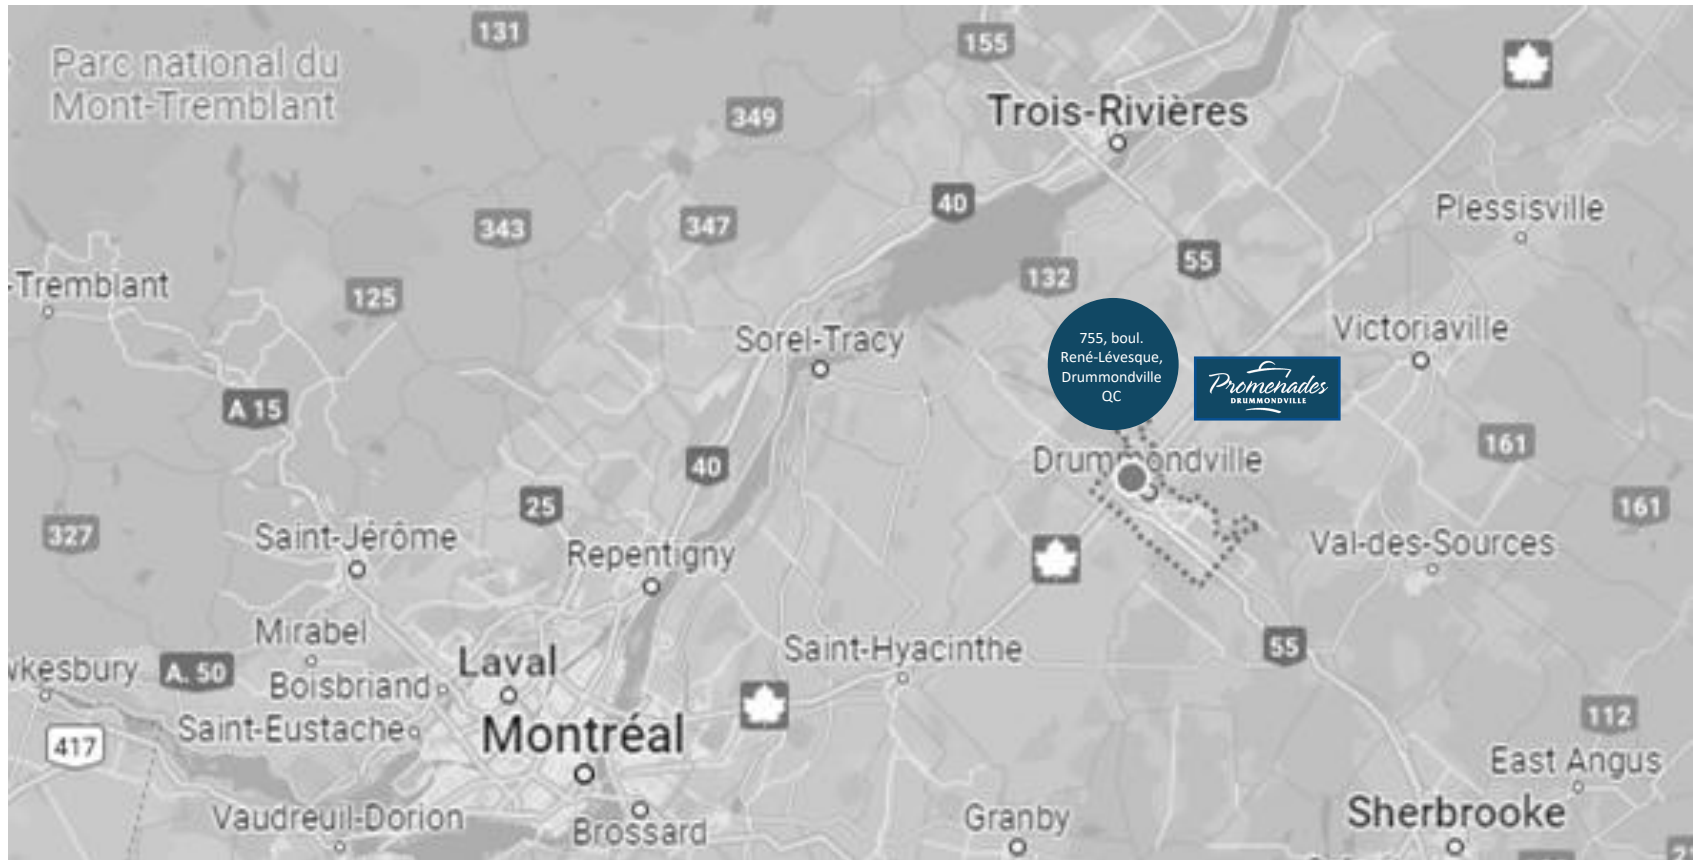 131
155
Parc national du
Mont-Tremblant
349
Trois-Rivières
40
343
347
Plessisville
55
132
-Tremblant
125
755, boul.
René-Lévesque,
Drummondville
QC
Sorel-Tracy
Victoriaville
Promenades
DRUMMONDVILLE
A 15
161
40
Drummondville
25
161
327
Saint-Jérôme
Repentigny
Val-des-Sources
Mirabel
Saint-Hyacinthe
55
wkesbury
A. 50
Laval
Boisbriand
Saint-Eustache
112
417
Montréal
East Angus
Vaudreuil-Dorion
Brossard
Granby
Sherbrooke